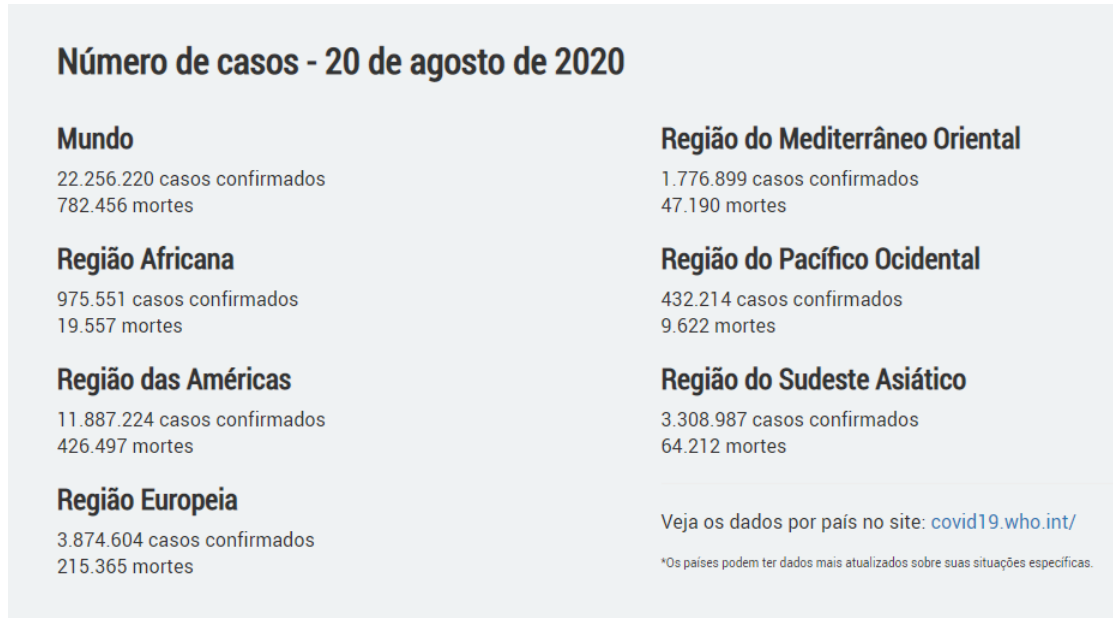 Número de casos - 20 de agosto de 2020
Mundo
22.256.220 casos confirmados
782.456 mortes
Região Africana
975.551 casos confirmados
19.557 mortes
Região das Américas
11.887.224 casos confirmados
426.497 mortes
Região Europeia
3.874.604 casos confirmados
215.365 mortes
Região do Mediterrâneo Oriental
1.776.899 casos confirmados
47.190 mortes
Região do Pacífico Ocidental
432.214 casos confirmados
9.622 mortes
Região do Sudeste Asiático
3.308.987 casos confirmados
64.212 mortes
Veja os dados por país no site: covid19.who.int/
*Os países podem ter dados mais atualizados sobre suas situações específicas.